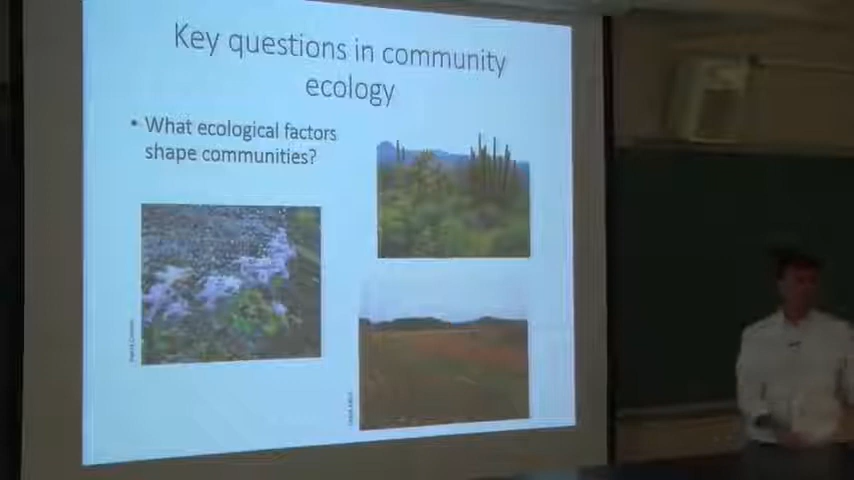 Key questions in community
ecology
• What ecological factors
shape communities?